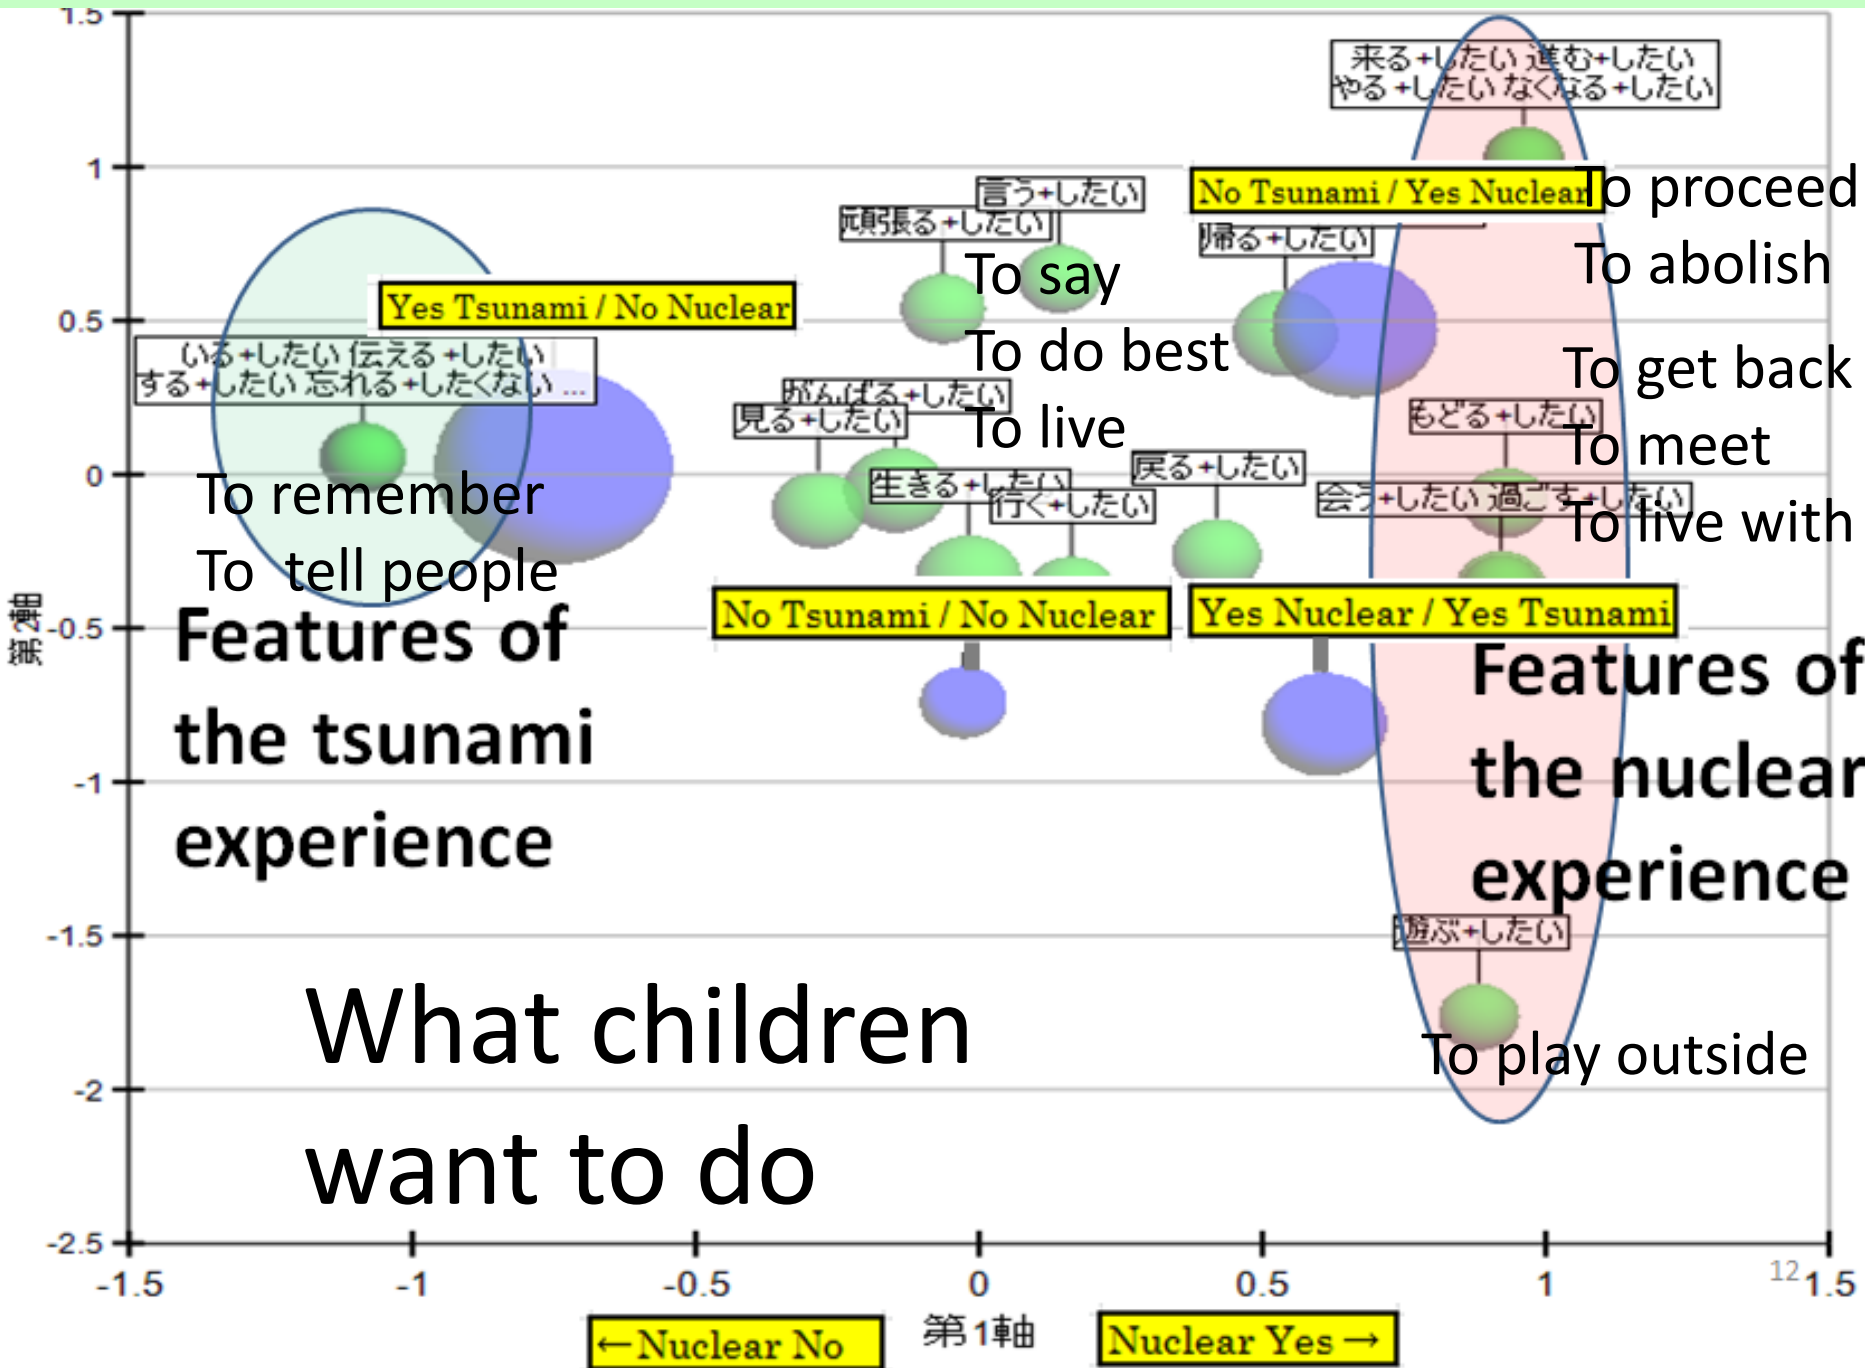 1.5
来る+したい 進む+したい
やる+したい なくなる+したい
1
No Tsunami / Yes Nuclear
To proceed
言う+したい
頑張る+したい
帰る+したい
To say
To abolish
Yes Tsunami / No Nuclear
0.5
いる+したい 伝える+したい
する+したい 忘れる+したくない ...
To do best
To get back
がんばる+したい
見る+したい
To live
もどる+したい
To meet
戻る+したい
0
To remember
生きる+したい
行く+したい
会う+したい 過ごす+したい
To live with
To tell people
No Tsunami / No Nuclear
Yes Nuclear / Yes Tsunami
第2軸
-0.5
Features of
the tsunami
experience
Features of
the nuclear
experience
-1
-1.5
遊ぶ+したい
What children
want to do
To play outside
-2
-2.5
-1.5
-1
-0.5
0
0.5
1
1.5
12
←Nuclear No
第1軸
Nuclear Yes→